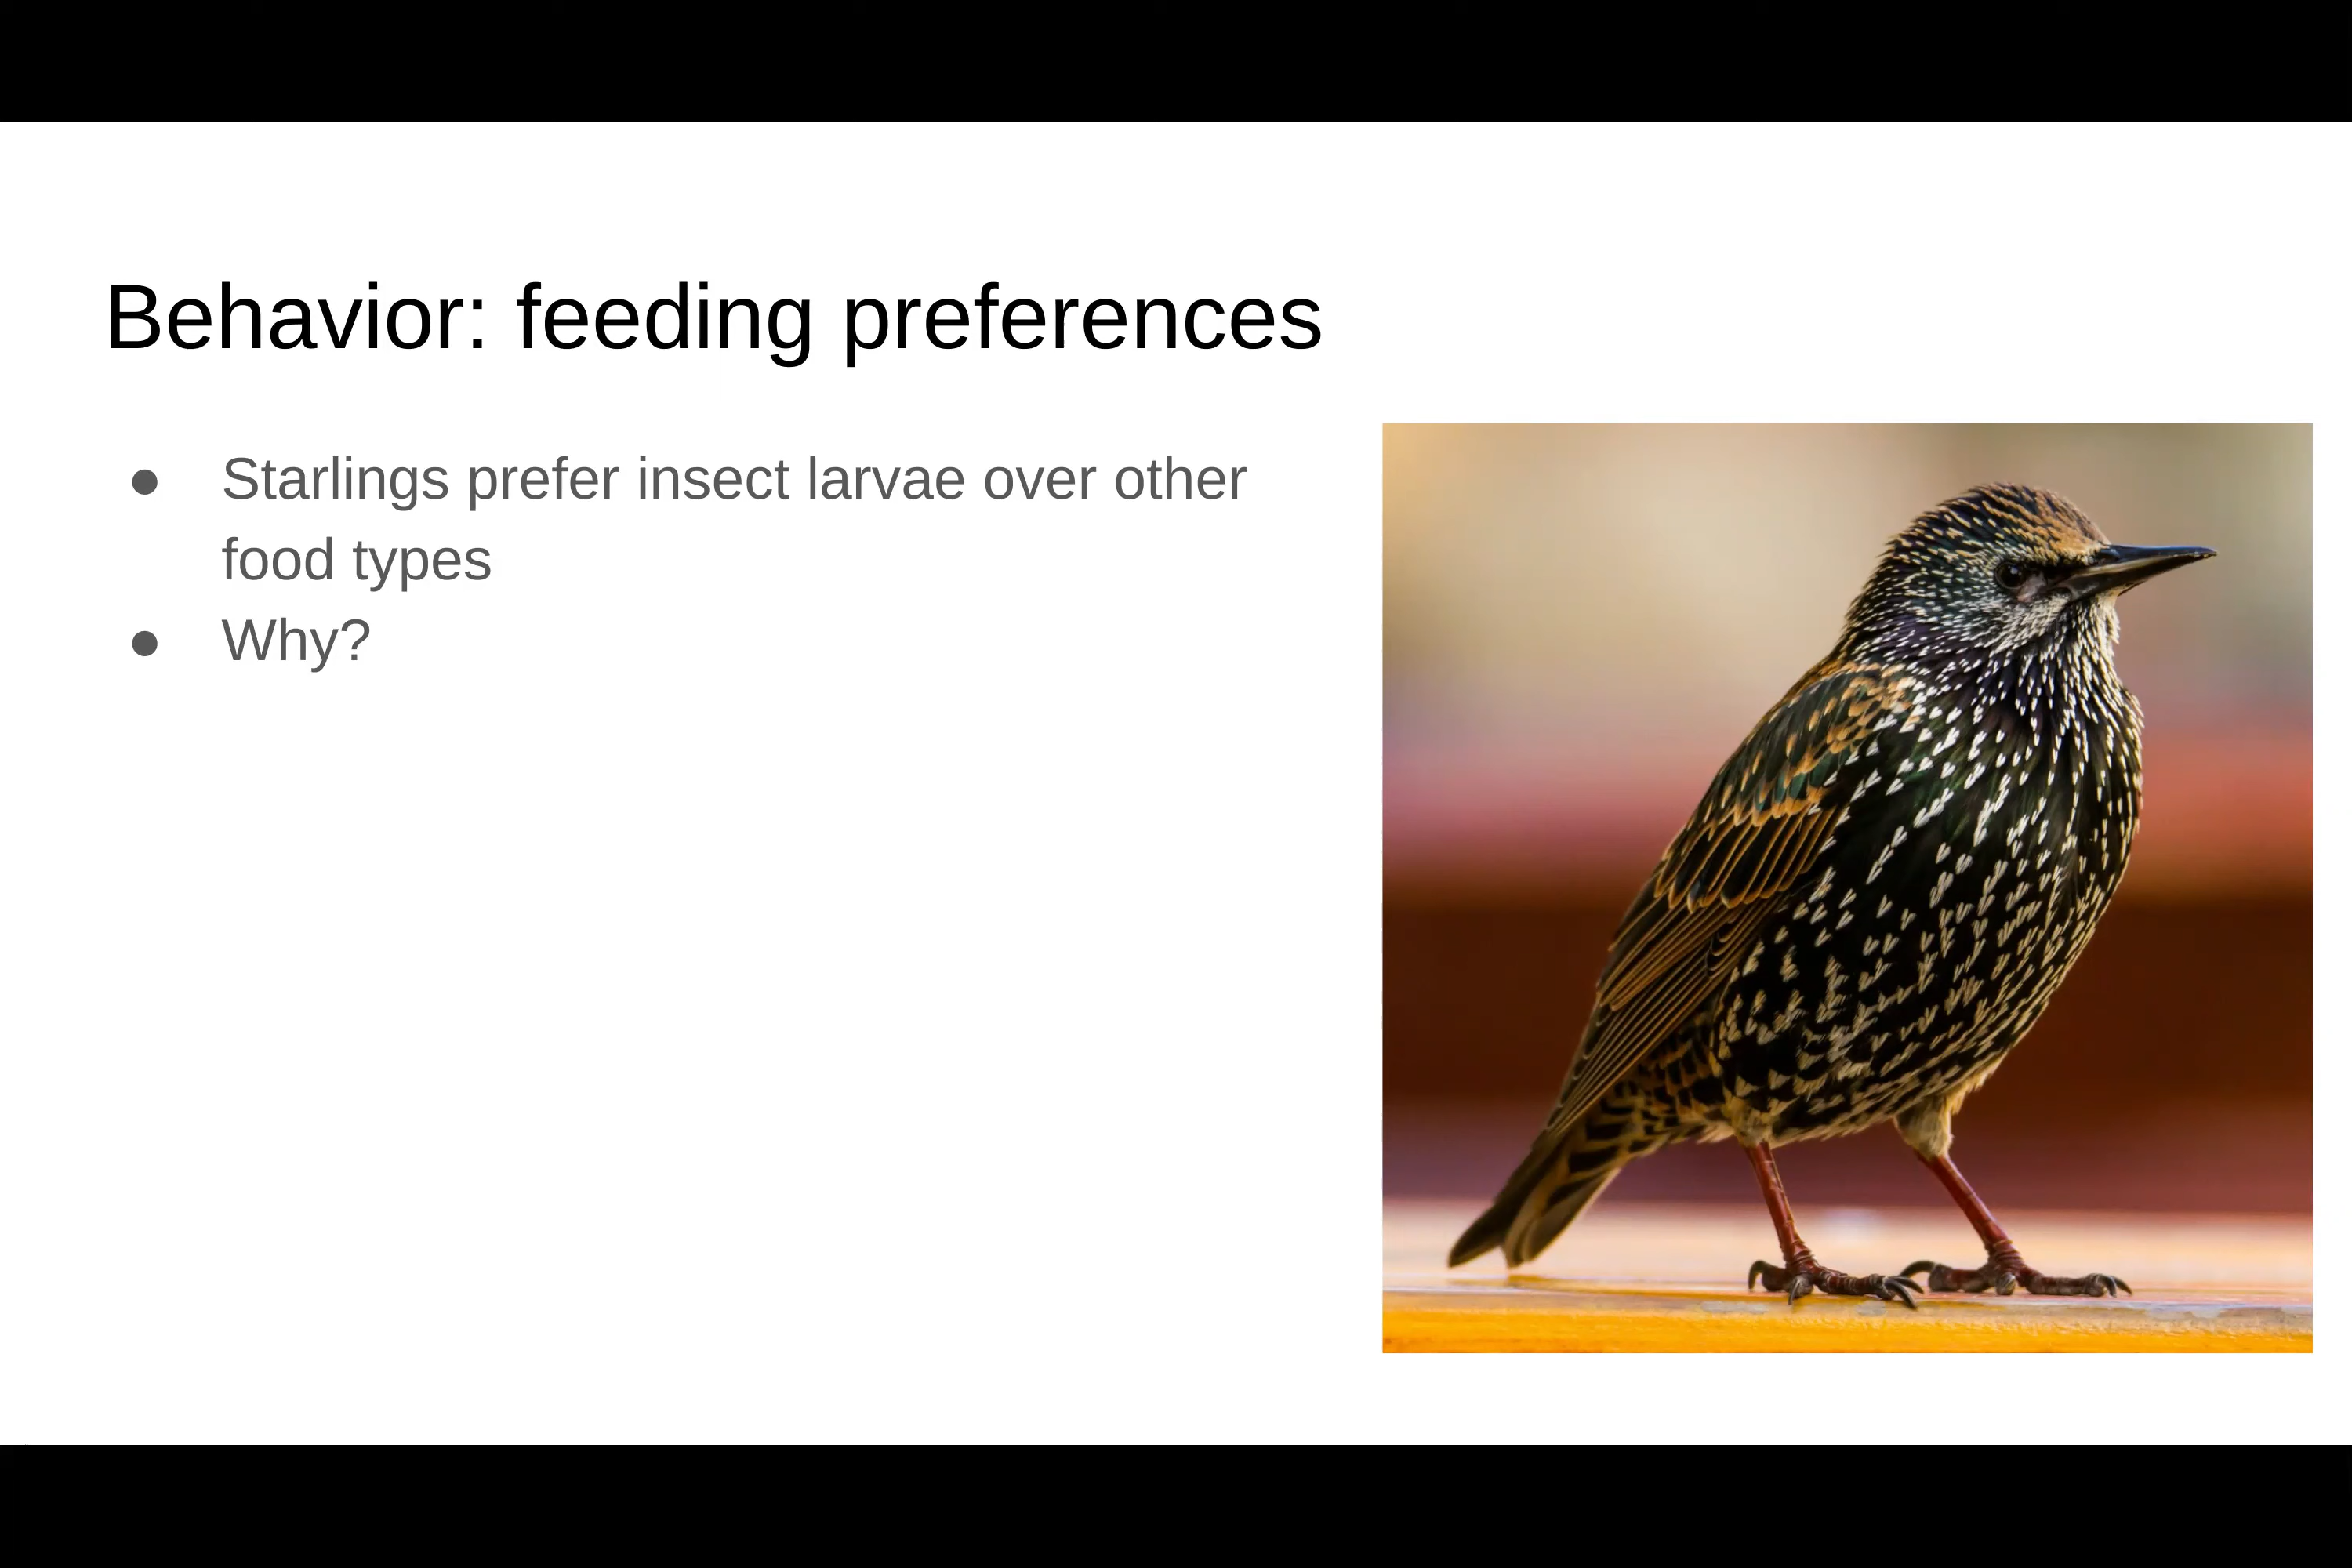 Behavior: feeding preferences
● Starlings prefer insect larvae over other
food types
● Why?